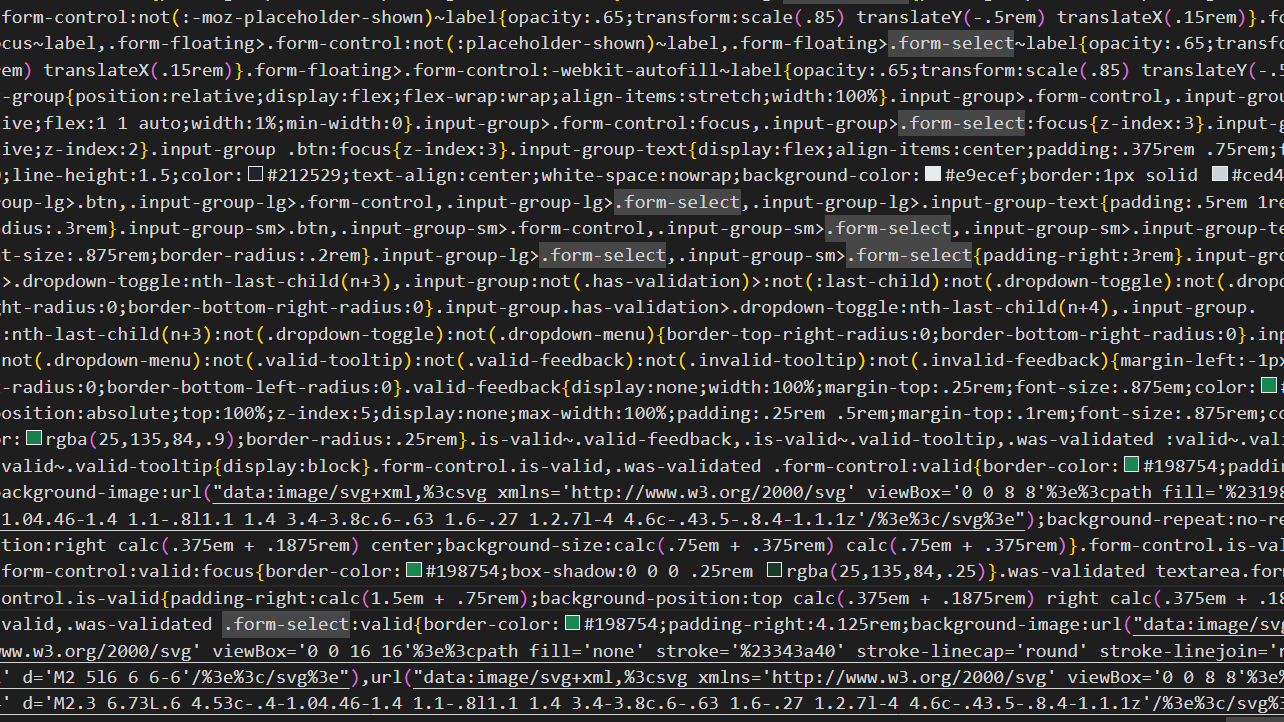 form-control:not(:-moz-placeholder-shown)~label{opacity:.65;transform:scale(.85) translateY(-.5rem) translateX(.15rem)}.fo
ocus~label,.form-floating>.form-control:not(:placeholder-shown)~label,.form-floating>.form-select~label{opacity:.65;transfo
rem) translateX(.15rem)}.form-floating>.form-control:-webkit-autofill~label{opacity:.65;transform:scale(.85) translateY(-.5
t-group{position:relative;display:flex;flex-wrap:wrap;align-items:stretch;width:100%}.input-group>.form-control,.input-grou
ive;flex:1 1 auto;width:1%;min-width:0}.input-group>.form-control:focus,.input-group>.form-select:focus{z-index:3}.input-g
ive;z-index:2}.input-group .btn:focus{z-index:3}.input-group-text{display:flex;align-items:center;padding:.375rem .75rem;f
0;line-height:1.5;color:#212529;text-align:center;white-space:nowrap;background-color:#e9ecef;border:1px solid #ced4
oup-lg>.btn,.input-group-lg>.form-control,.input-group-lg>.form-select,.input-group-lg>.input-group-text{padding:.5rem 1re
dius:.3rem}.input-group-sm>.btn,.input-group-sm>.form-control,.input-group-sm>.form-select,.input-group-sm>.input-group-te
t-size:.875rem;border-radius:.2rem}.input-group-lg>.form-select,.input-group-sm>.form-select{padding-right:3rem}.input-gro
>.dropdown-toggle:nth-last-child(n+3),.input-group:not(.has-validation)>:not(:last-child):not(.dropdown-toggle):not(.dropd
ht-radius:0;border-bottom-right-radius:0}.input-group.has-validation>.dropdown-toggle:nth-last-child(n+4),.input-group.
:nth-last-child(n+3):not(.dropdown-toggle):not(.dropdown-menu){border-top-right-radius:0;border-bottom-right-radius:0}.inp
not(.dropdown-menu):not(.valid-tooltip):not(.valid-feedback):not(.invalid-tooltip):not(.invalid-feedback){margin-left:-1px
t-radius:0;border-bottom-left-radius:0}.valid-feedback{display:none;width:100%;margin-top:.25rem;font-size:.875em;color:#
position:absolute;top:100%;z-index:5;display:none;max-width:100%;padding:.25rem .5rem;margin-top:.1rem;font-size:.875rem;co
or:rgba(25,135,84,.9);border-radius:.25rem}.is-valid~.valid-feedback,.is-valid~.valid-tooltip,.was-validated :valid~.vali
valid~.valid-tooltip{display:block}.form-control.is-valid,.was-validated .form-control:valid{border-color:#198754;paddin
background-image:url("data:image/svg+xml,%3csvg xmlns='http://www.w3.org/2000/svg' viewBox='0 0 8 8'%3e%3cpath fill='%23198
1.04.46-1.4 1.1-.8l1.1 1.4 3.4-3.8c.6-.63 1.6-.27 1.2.7l-4 4.6c-.43.5-.8.4-1.1.1z'/%3e%3c/svg%3e");background-repeat:no-re
tion:right calc(.375em + .1875rem) center;background-size:calc(.75em + .375rem) calc(.75em + .375rem)}.form-control.is-val
form-control:valid:focus{border-color:#198754;box-shadow:0 0 0 .25rem rgba(25,135,84,.25)}.was-validated textarea.form
ontrol.is-valid{padding-right:calc(1.5em + .75rem);background-position:top calc(.375em + .1875rem) right calc(.375em + .18
valid,.was-validated .form-select:valid{border-color:#198754;padding-right:4.125rem;background-image:url("data:image/svg
ww.w3.org/2000/svg' viewBox='0 0 16 16'%3e%3cpath fill='none' stroke='%23343a40' stroke-linecap='round' stroke-linejoin='r
' d='M2 5l6 6 6-6'/%3e%3c/svg%3e"),url("data:image/svg+xml,%3csvg xmlns='http://www.w3.org/2000/svg' viewBox='0 0 8 8'%3e%
' d='M2.3 6.73L.6 4.53c-.4-1.04.46-1.4 1.1-.8l1.1 1.4 3.4-3.8c.6-.63 1.6-.27 1.2.7l-4 4.6c-.43.5-.8.4-1.1.1z'/%3e%3c/svg%3